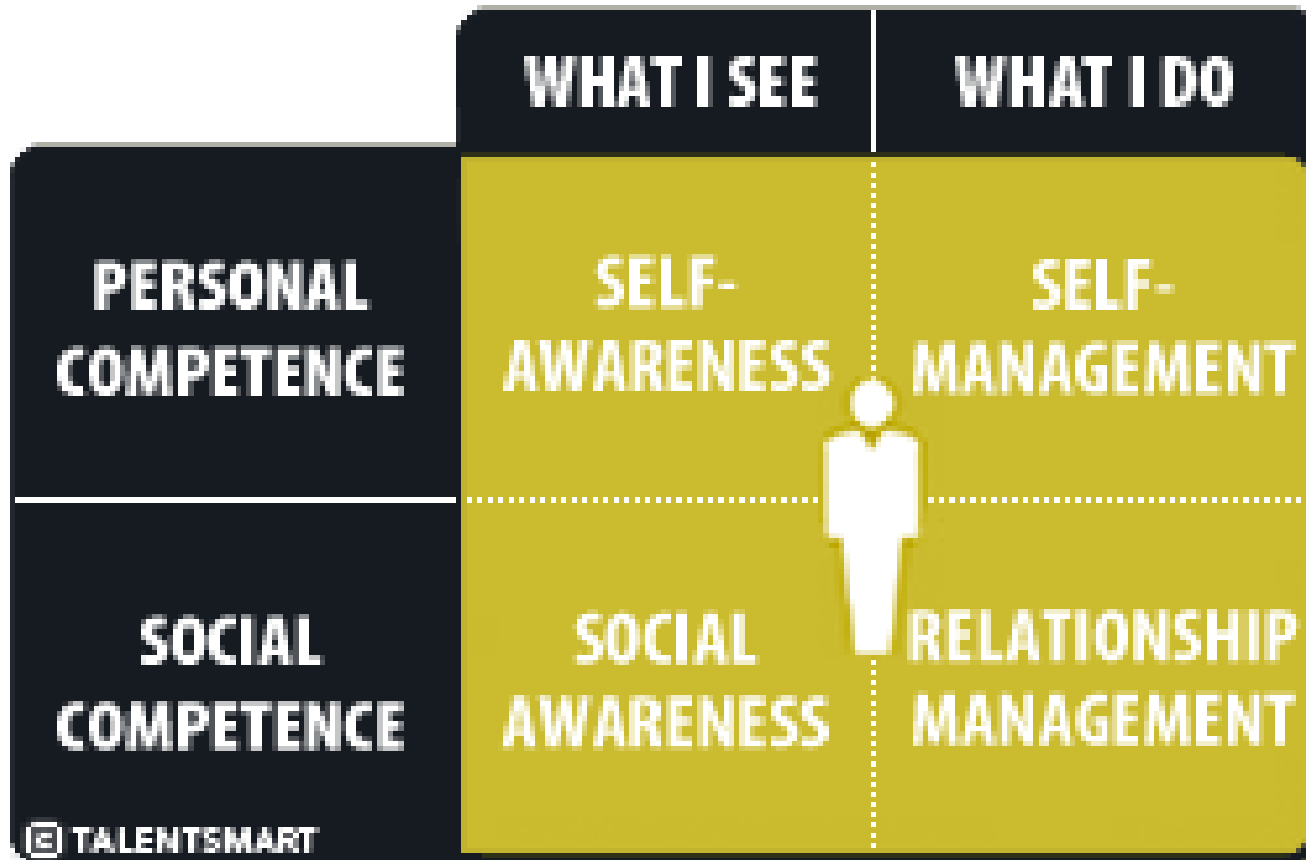 WHAT I SEE
WHAT I DO
PERSONAL
COMPETENCE
SELF-
AWARENESS
SELF-
MANAGEMENT
SOCIAL
COMPETENCE
SOCIAL
AWARENESS
RELATIONSHIP
MANAGEMENT
© TALENTSMART